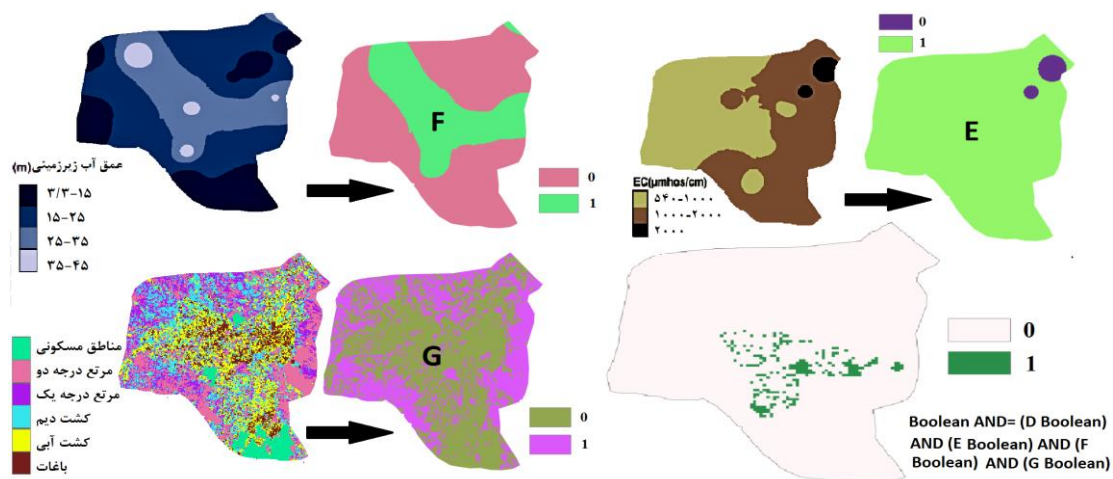 0
1
F
عمق آب زیرزمینی(m)
۳/۳-۱۵
۱۵-۲۵
۲۵-۳۵
۳۵-۴۵
0
1
0
1
E
EC(µmhos/cm)
۵۴۰-۱۰۰۰
۱۰۰۰-۲۰۰۰
۲۰۰۰
مناطق مسکونی
مرتع درجه دو
مرتع درجه یک
کشت دیم
کشت آبی
باغات
G
0
1
0
1
Boolean AND= (D Boolean)
AND (E Boolean) AND (F
Boolean) AND (G Boolean)